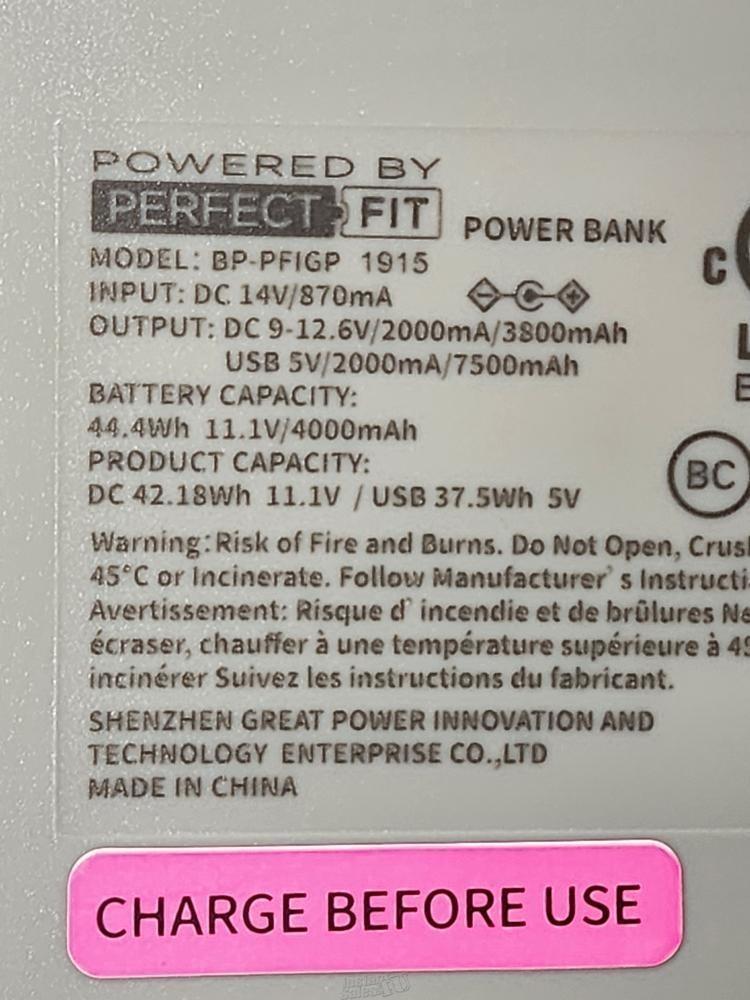 POWERED BY
PERFECT FIT POWER BANK
MODEL: BP-PFIGP 1915
INPUT: DC 14V/870mA
OUTPUT: DC 9-12.6V/2000mA/3800mAh
USB 5V/2000mA/7500mAh
BATTERY CAPACITY:
44.4Wh 11.1V/4000mAh
PRODUCT CAPACITY:
DC 42.18Wh 11.1V / USB 37.5Wh 5V
BC
Warning: Risk of Fire and Burns. Do Not Open,
45°C or Incinerate. Follow Manufacturer's
Avertissement: Risque d'incendie et de brûlures
écraser, chauffer à une température supérieure à
incinérer Suivez les instructions du fabricant.
SHENZHEN GREAT POWER INNOVATION AND
TECHNOLOGY ENTERPRISE CO.,LTD
MADE IN CHINA
CHARGE BEFORE USE